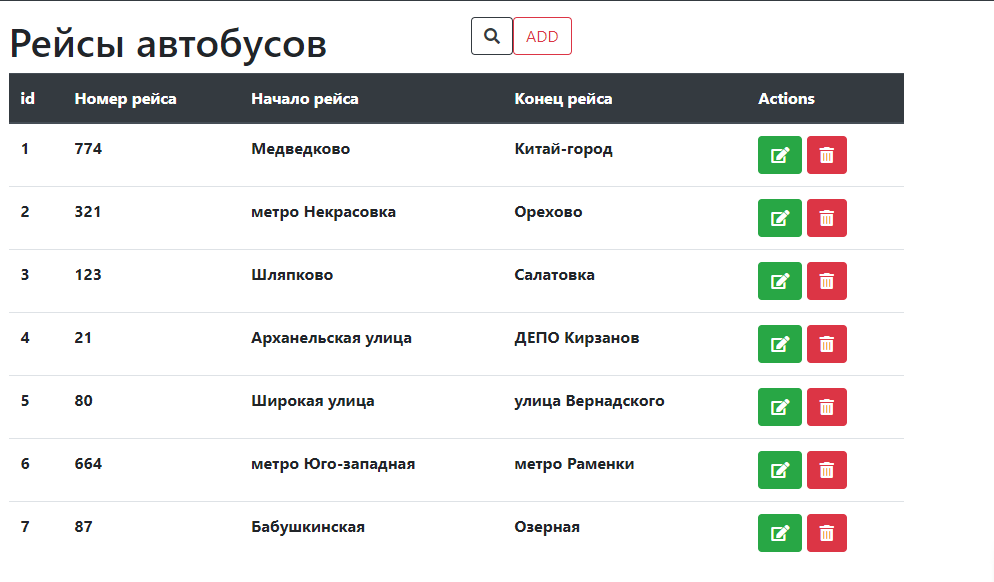 Рейсы автобусов ADD
id Номер рейса Начало рейса Конец рейса Actions
1 774 Медведково Китай-город
2 321 метро Некрасовка Орехово
3 123 Шляпково Салатовка
4 21 Арханельская улица ДЕПО Кирзанов
5 80 Широкая улица улица Вернадского
6 664 метро Юго-западная метро Раменки
7 87 Бабушкинская Озерная